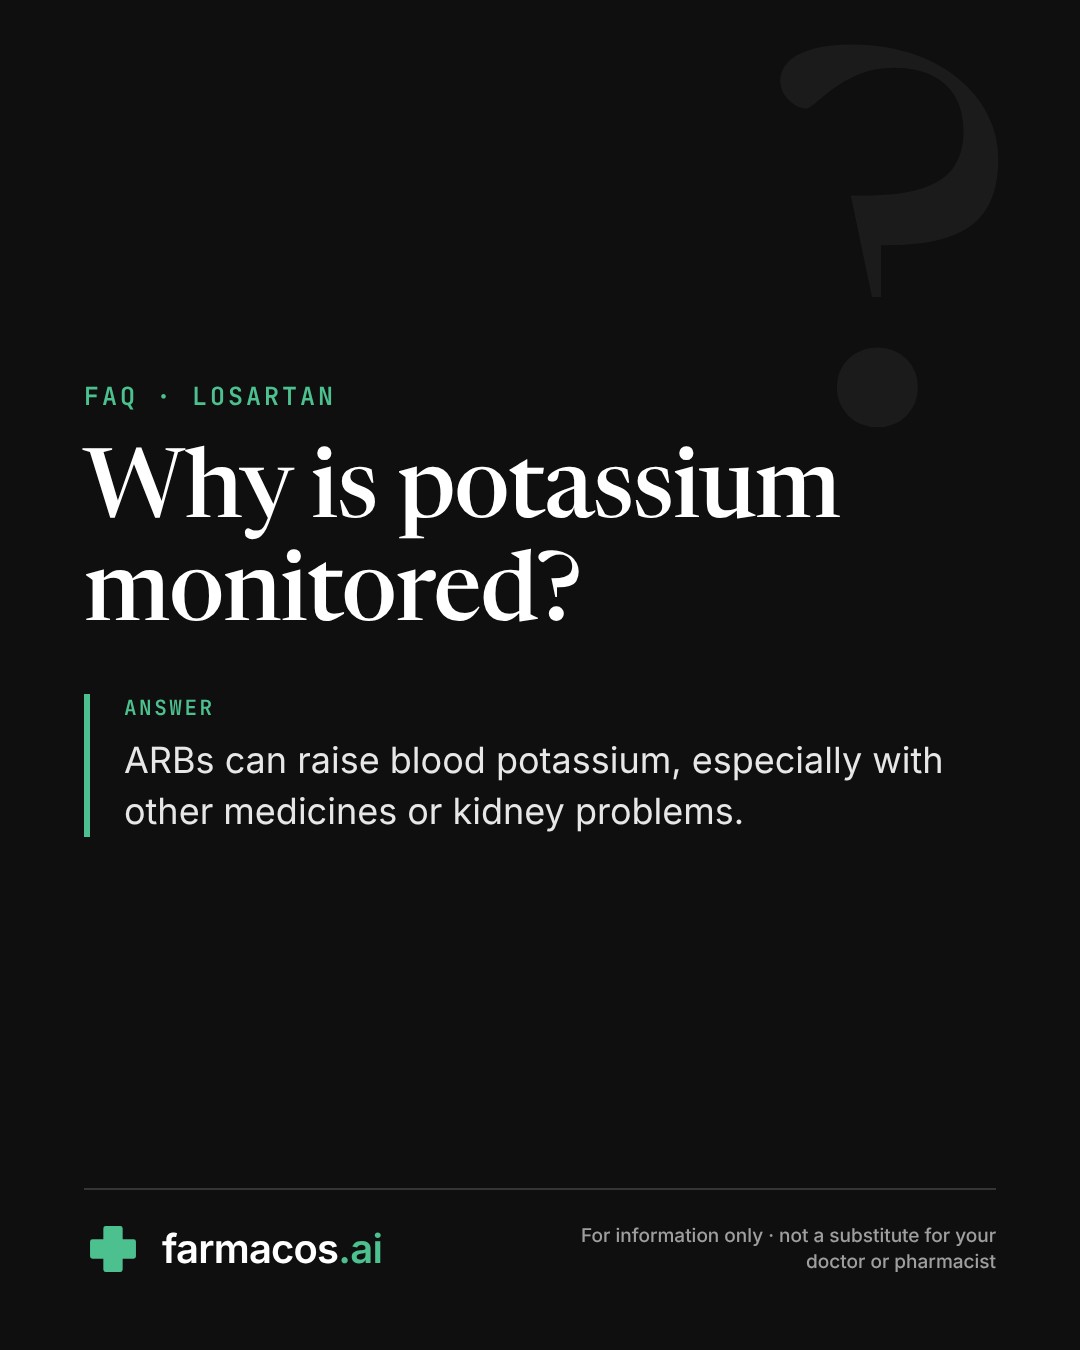 FAQ · LOSARTAN
Why is potassium
monitored?
ANSWER
ARBs can raise blood potassium, especially with
other medicines or kidney problems.
farmacos.ai
For information only · not a substitute for your
doctor or pharmacist